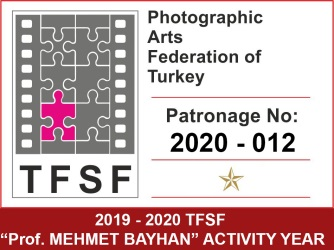 Photographic
Arts
Federation of
Turkey
Patronage No:
2020 - 012
TFSF
2019 - 2020 TFSF
“Prof. MEHMET BAYHAN” ACTIVITY YEAR